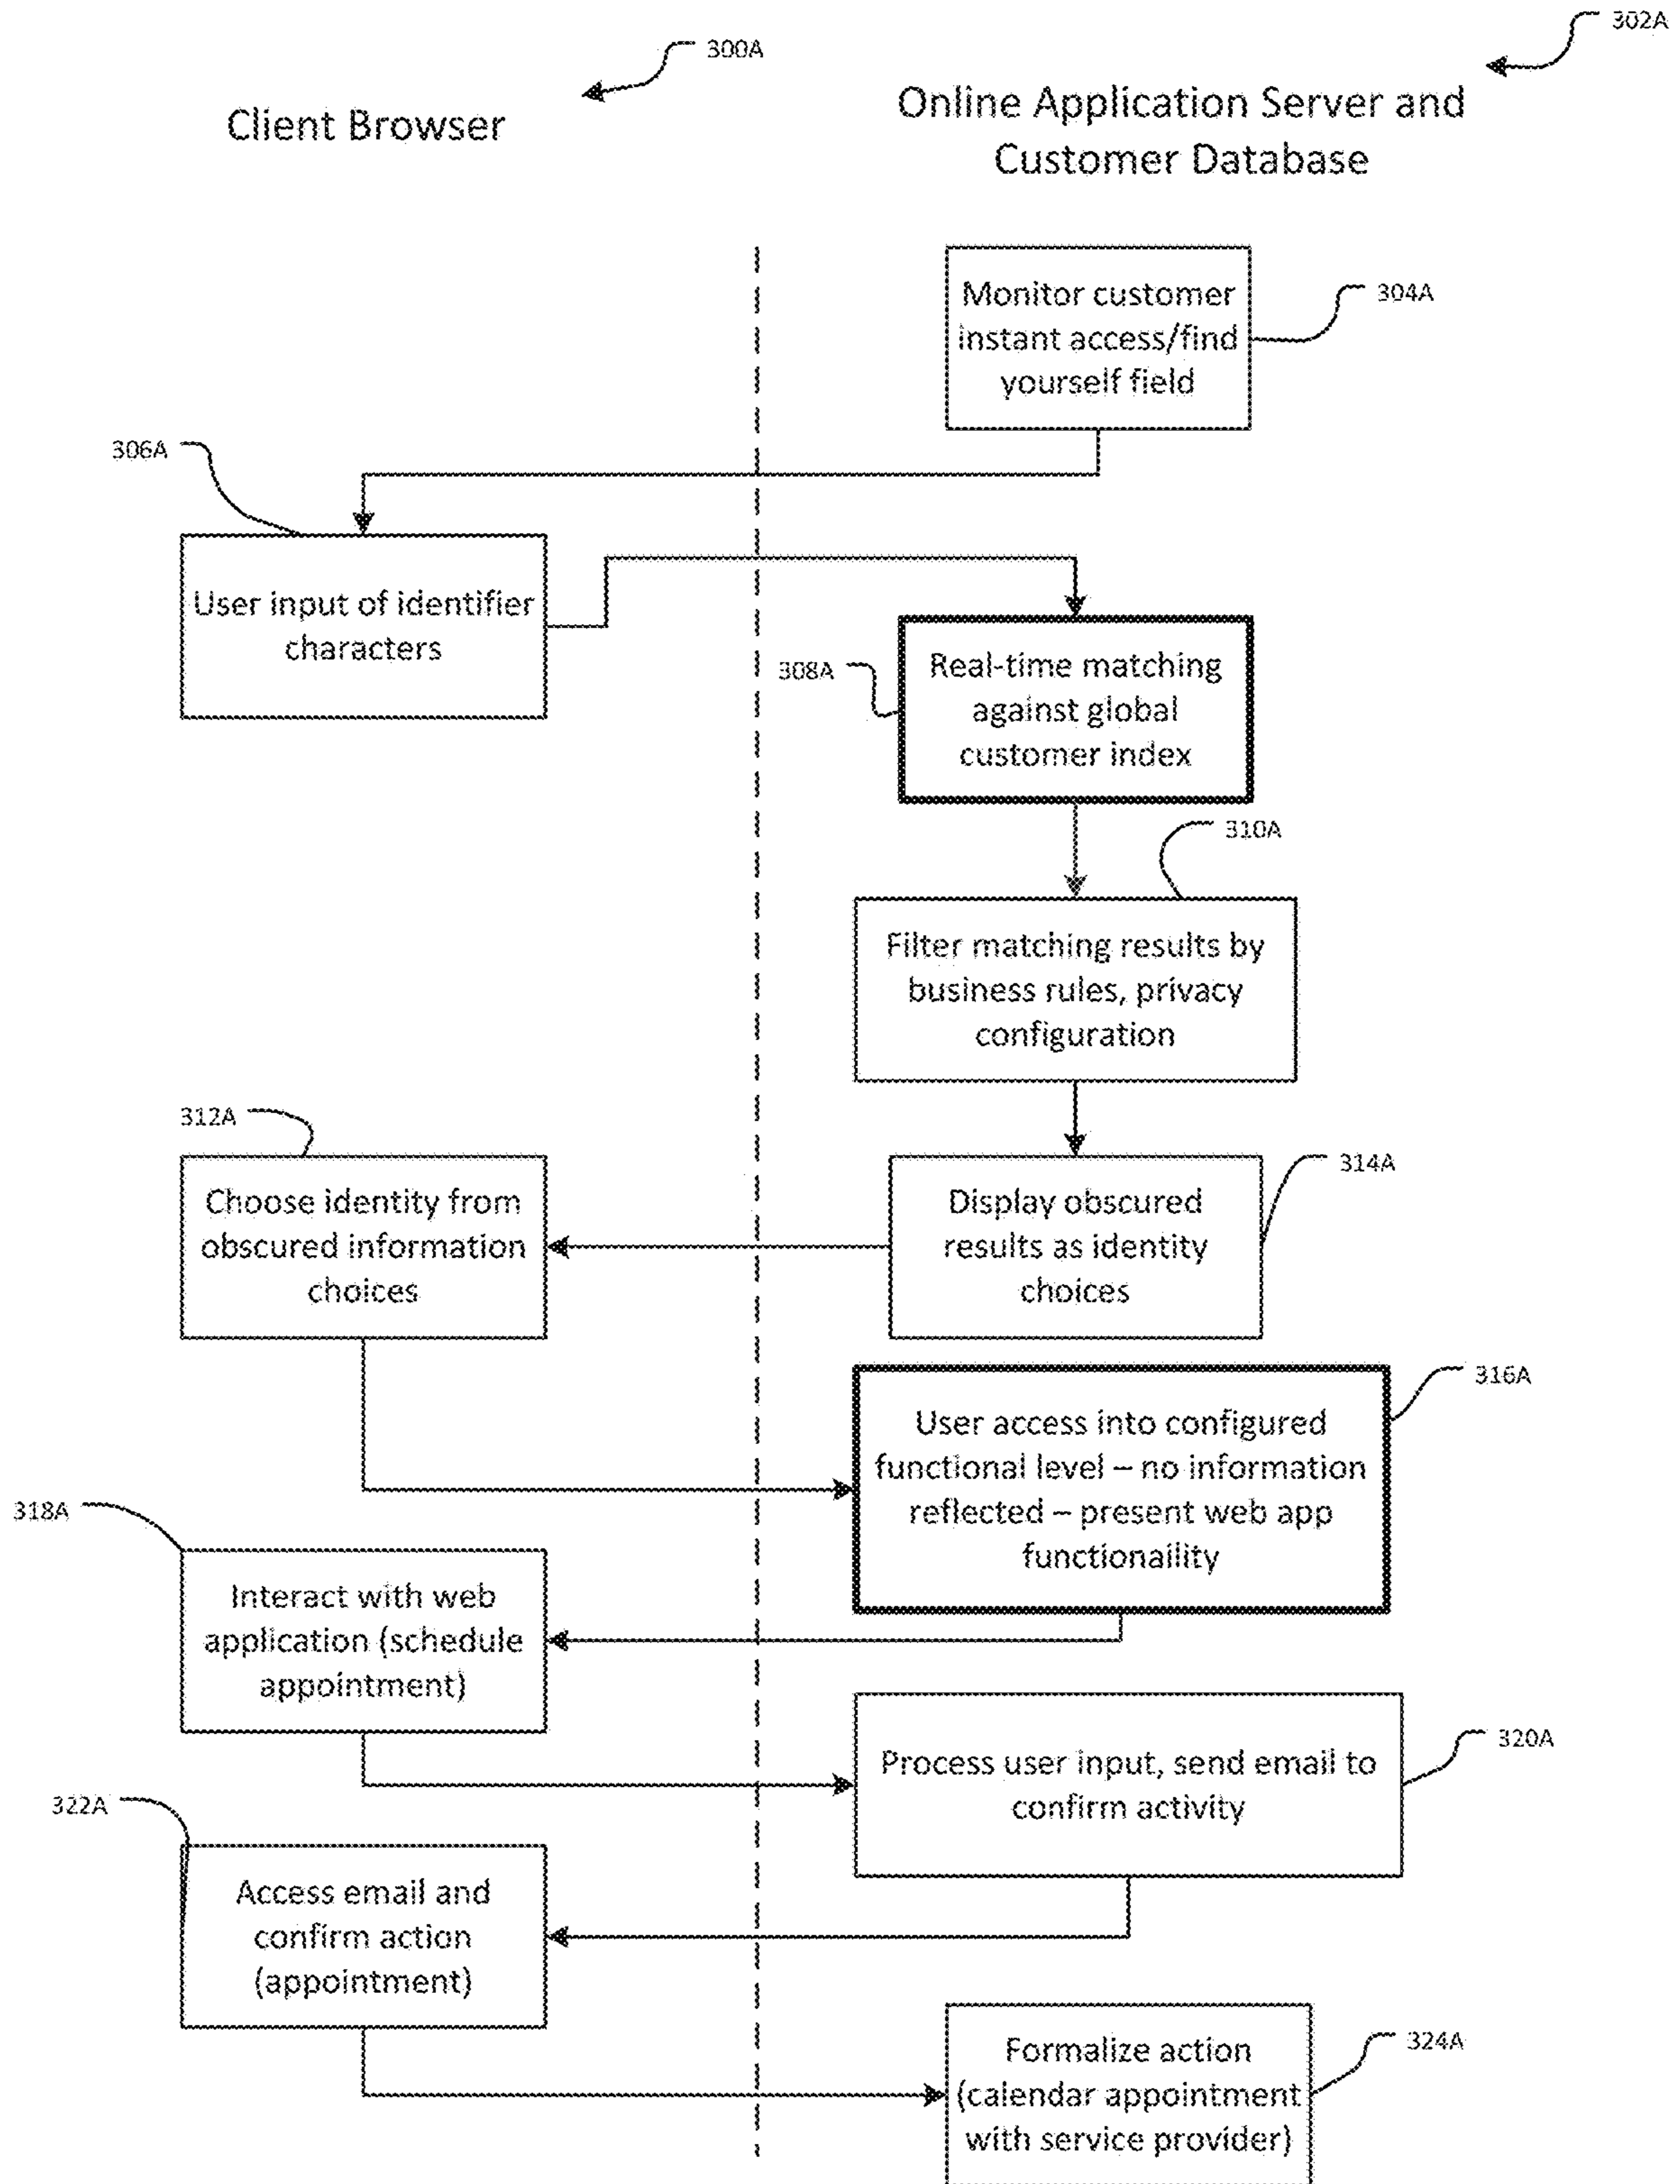 302A
300A
Client Browser
Online Application Server and
Customer Database
Monitor customer
instant access/find
yourself field
304A
306A
User input of identifier
characters
308A
Real-time matching
against global
customer index
310A
Filter matching results by
business rules, privacy
configuration
312A
Choose identity from
obscured information
choices
Display obscured
results as identity
choices
314A
316A
User access into configured
functional level – no information
reflected – present web app
functionaility
318A
Interact with web
application (schedule
appointment)
320A
Process user input, send email to
confirm activity
322A
Access email and
confirm action
(appointment)
Formalize action
(calendar appointment
with service provider)
324A